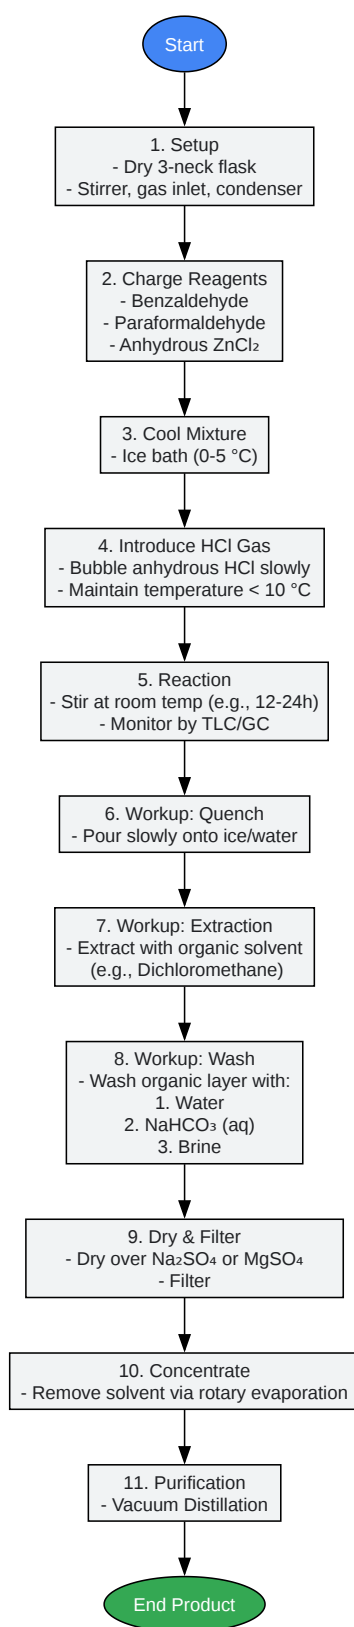 Start
1. Setup
- Dry 3-neck flask
- Stirrer, gas inlet, condenser
2. Charge Reagents
- Benzaldehyde
- Paraformaldehyde
- Anhydrous ZnCl₂
3. Cool Mixture
- Ice bath (0-5 °C)
4. Introduce HCl Gas
- Bubble anhydrous HCl slowly
- Maintain temperature < 10 °C
5. Reaction
- Stir at room temp (e.g., 12-24h)
- Monitor by TLC/GC
6. Workup: Quench
- Pour slowly onto ice/water
7. Workup: Extraction
- Extract with organic solvent
(e.g., Dichloromethane)
8. Workup: Wash
- Wash organic layer with:
1. Water
2. NaHCO₃ (aq)
3. Brine
9. Dry & Filter
- Dry over Na₂SO₄ or MgSO₄
- Filter
10. Concentrate
- Remove solvent via rotary evaporation
11. Purification
- Vacuum Distillation
End Product